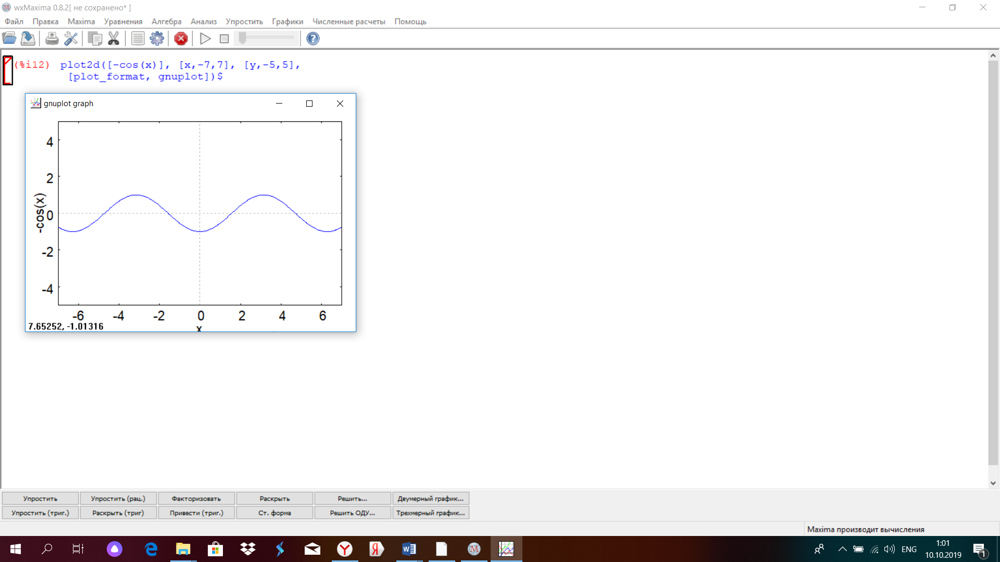 wxMaxima 0.8.2[ не сохранено* ]
Файл Правка Maxima Уравнения Алгебра Анализ Упростить Графики Численные расчеты Помощь
(%i12) plot2d([-cos(x)], [x,-7,7], [y,-5,5],
[plot_format, gnuplot])$
gnuplot graph
4
2
0
-2
-4
-cos(x)
-6 -4 -2 0 2 4 6
x
7.65252, -1.01316
Упростить Упростить (рац.) Факторизовать Раскрыть Решить... Двумерный график...
Упростить (триг.) Раскрыть (триг) Привести (триг.) Ст. форма Решить ОДУ... Трехмерный график...
Maxima производит вычисления
ENG
1:01
10.10.2019
1